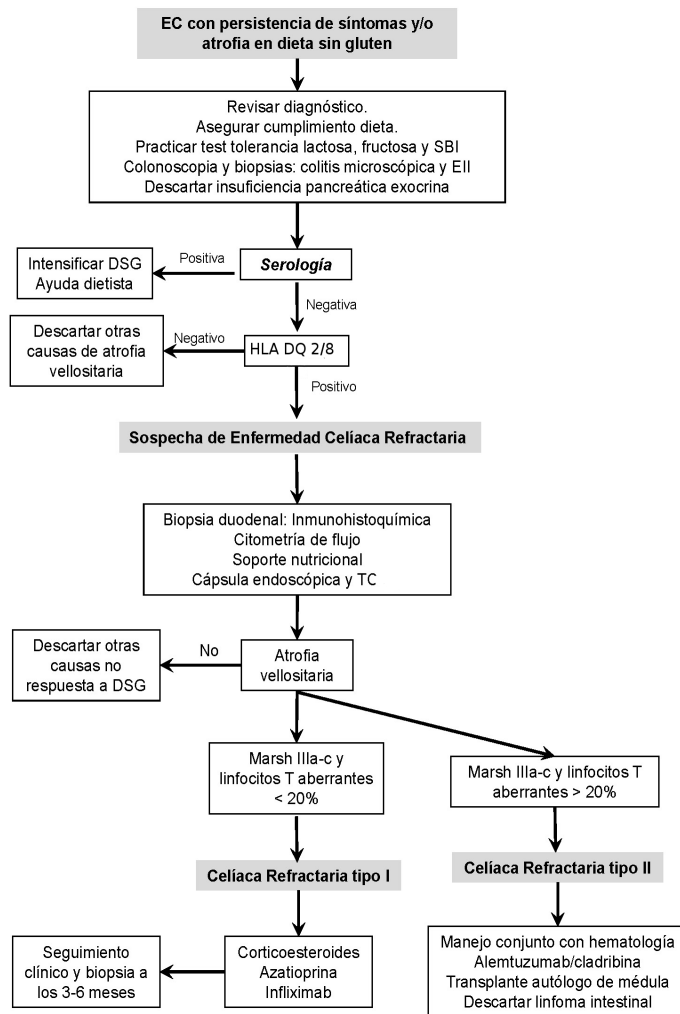 EC con persistencia de síntomas y/o
atrofia en dieta sin gluten
Revisar diagnóstico.
Asegurar cumplimiento dieta.
Practicar test tolerancia lactosa, fructosa y SBI
Colonoscopia y biopsias: colitis microscópica y EII
Descartar insuficiencia pancreática exocrina
Serología
Positiva
Intensificar DSG
Ayuda dietista
Negativa
HLA DQ 2/8
Negativo
Descartar otras
causas de atrofia
vellositaria
Positivo
Sospecha de Enfermedad Celíaca Refractaria
Biopsia duodenal: Inmunohistoquímica
Citometría de flujo
Soporte nutricional
Cápsula endoscópica y TC
Atrofia
vellositaria
No
Descartar otras
causas no
respuesta a DSG
Marsh IIIa-c y
linfocitos T aberrantes
< 20%
Marsh IIIa-c y linfocitos T
aberrantes > 20%
Celíaca Refractaria tipo I
Celíaca Refractaria tipo II
Corticoesteroides
Azatioprina
Infliximab
Seguimiento
clínico y biopsia a
los 3-6 meses
Manejo conjunto con hematología
Alemtuzumab/cladribina
Transplante autólogo de médula
Descartar linfoma intestinal